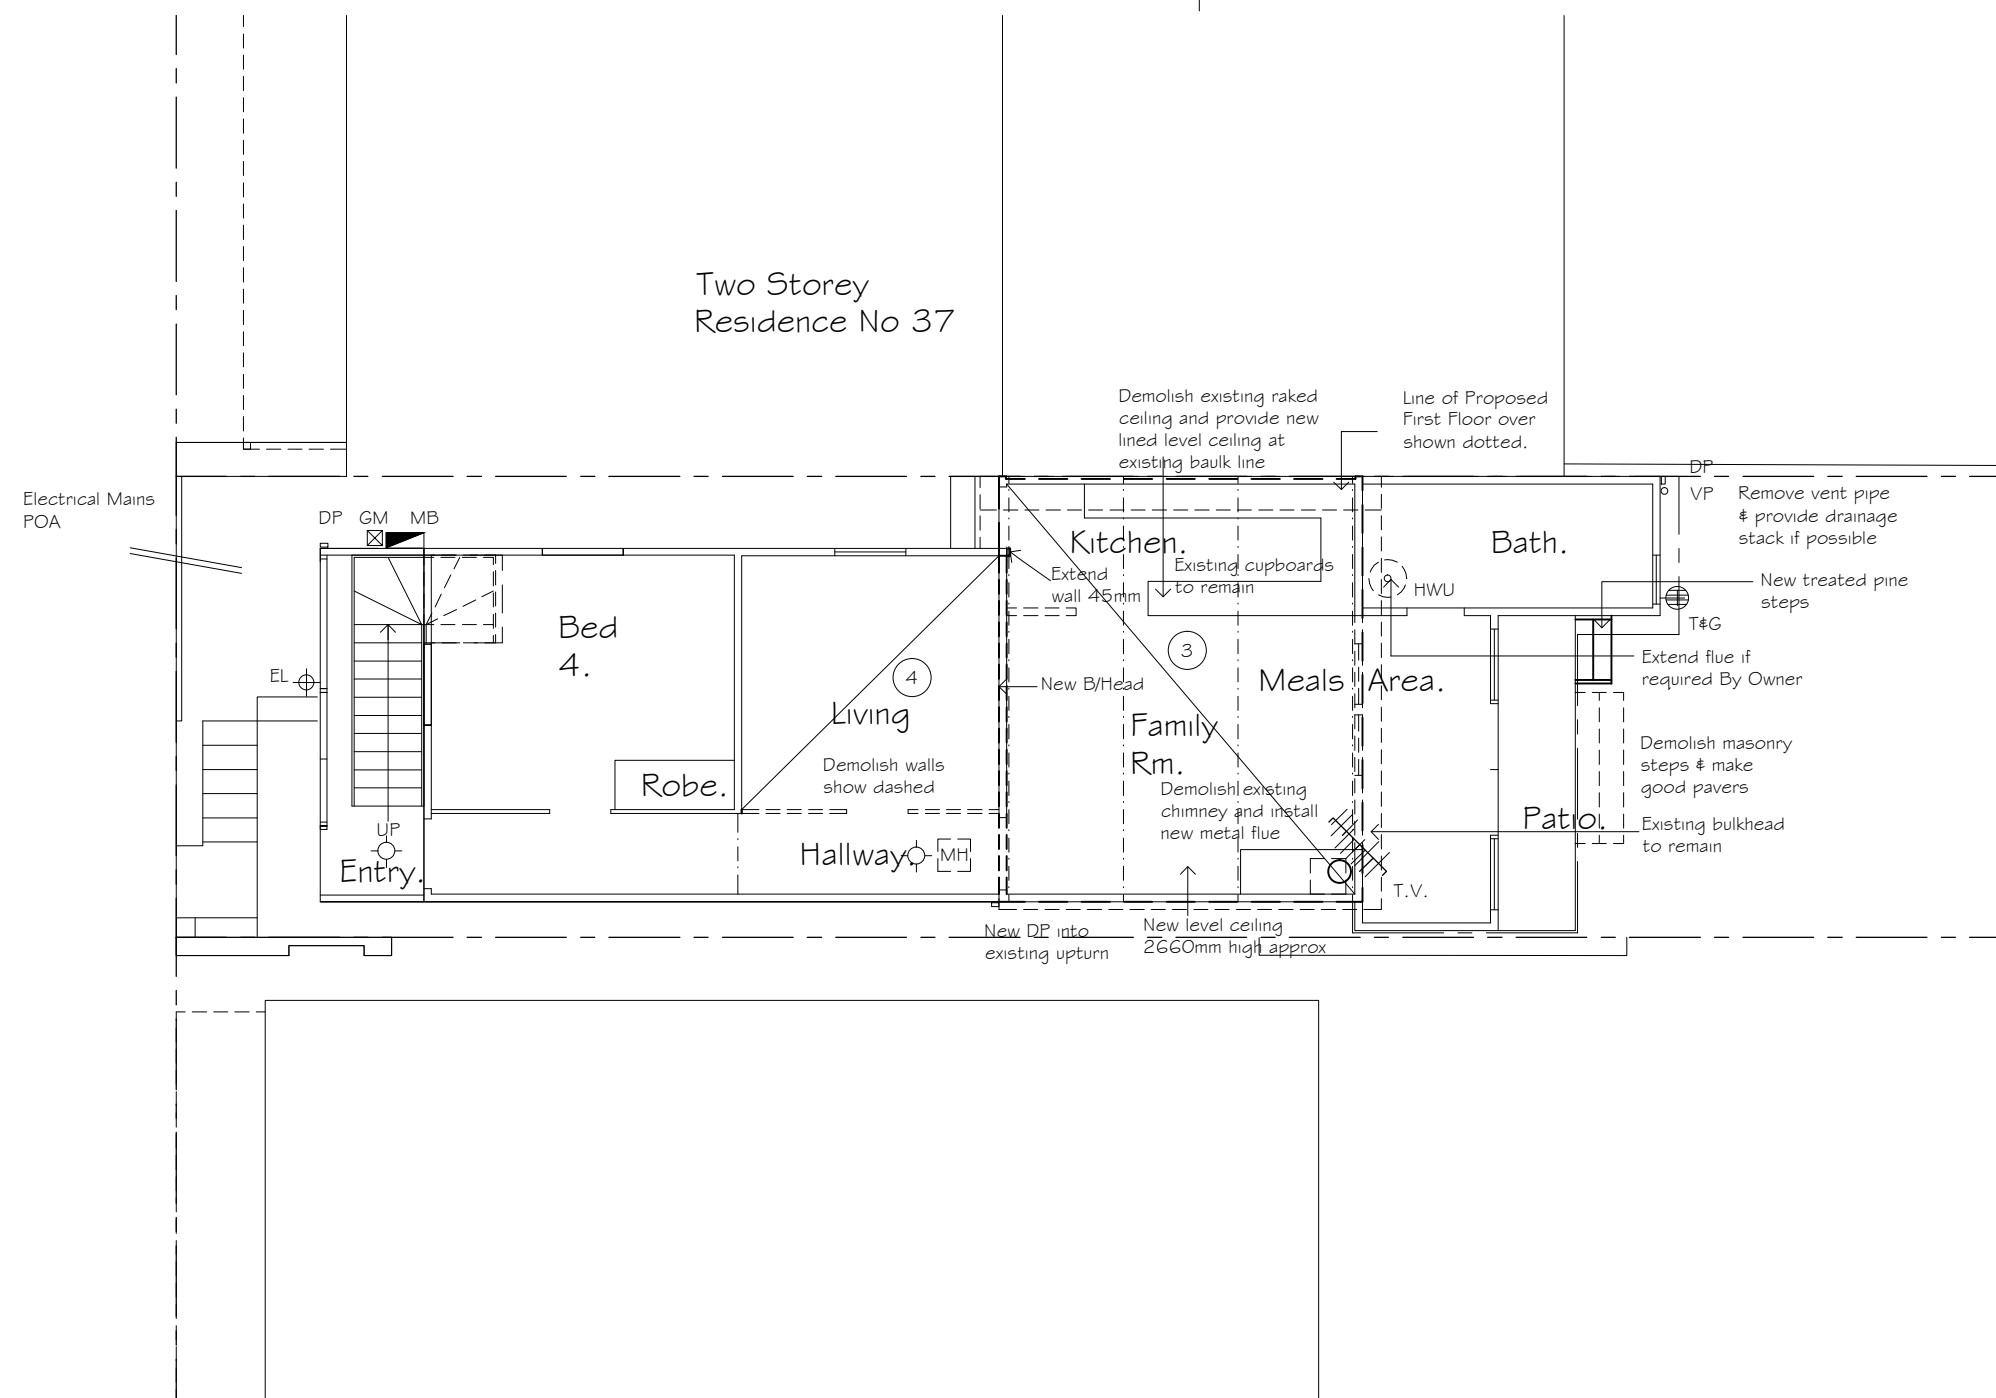 Two Storey
Residence No 37
Demolish existing raked
ceiling and provide new
lined level ceiling at
existing baulk line
Line of Proposed
First Floor over
shown dotted.
Electrical Mains
POA
DP GM MB
DP
VP
Remove vent pipe
& provide drainage
stack if possible
Kitchen.
Bath.
Existing cupboards
to remain
Extend
wall 45mm
HWU
New treated pine
steps
T&G
Bed
4.
3
4
EL
Extend flue if
required By Owner
New B/Head
Meals Area.
Living
Family
Rm.
Demolish walls
show dashed
Robe.
Demolish masonry
steps & make
good pavers
Demolish existing
chimney and install
new metal flue
Patio.
Existing bulkhead
to remain
UP
Entry.
Hallway.
MH
T.V.
New DP into
existing upturn
New level ceiling
2660mm high approx